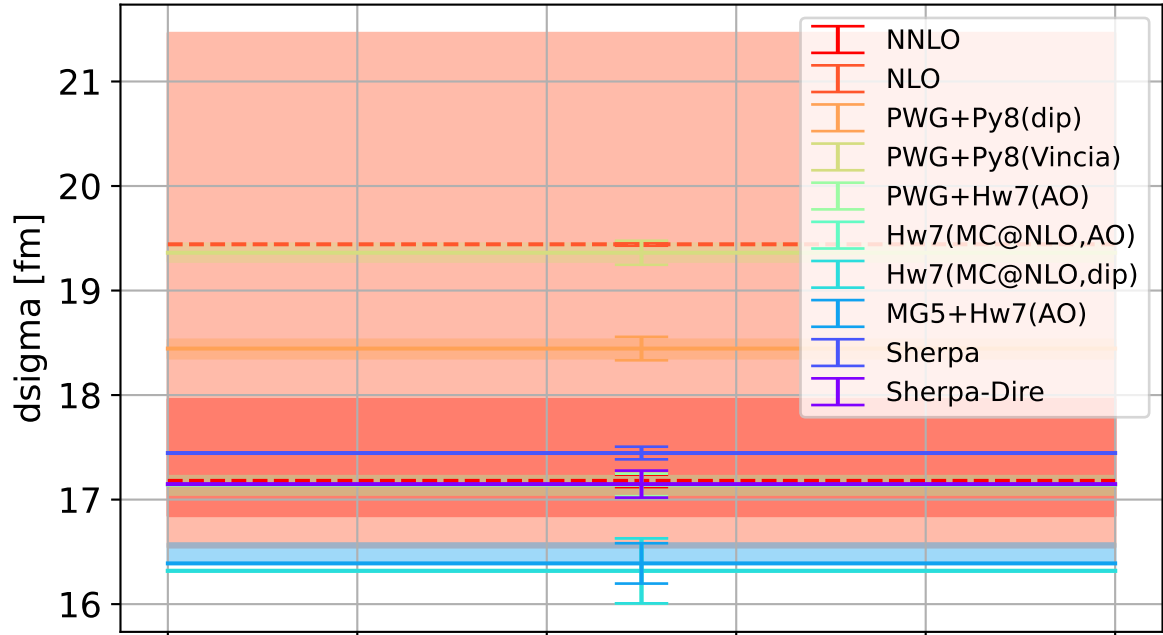 21
20
19
18
17
16
dsigma [fm]
NNLO
NLO
PWG+Py8(dip)
PWG+Py8(Vincia)
PWG+Hw7(AO)
Hw7(MC@NLO,AO)
Hw7(MC@NLO,dip)
MG5+Hw7(AO)
Sherpa
Sherpa-Dire